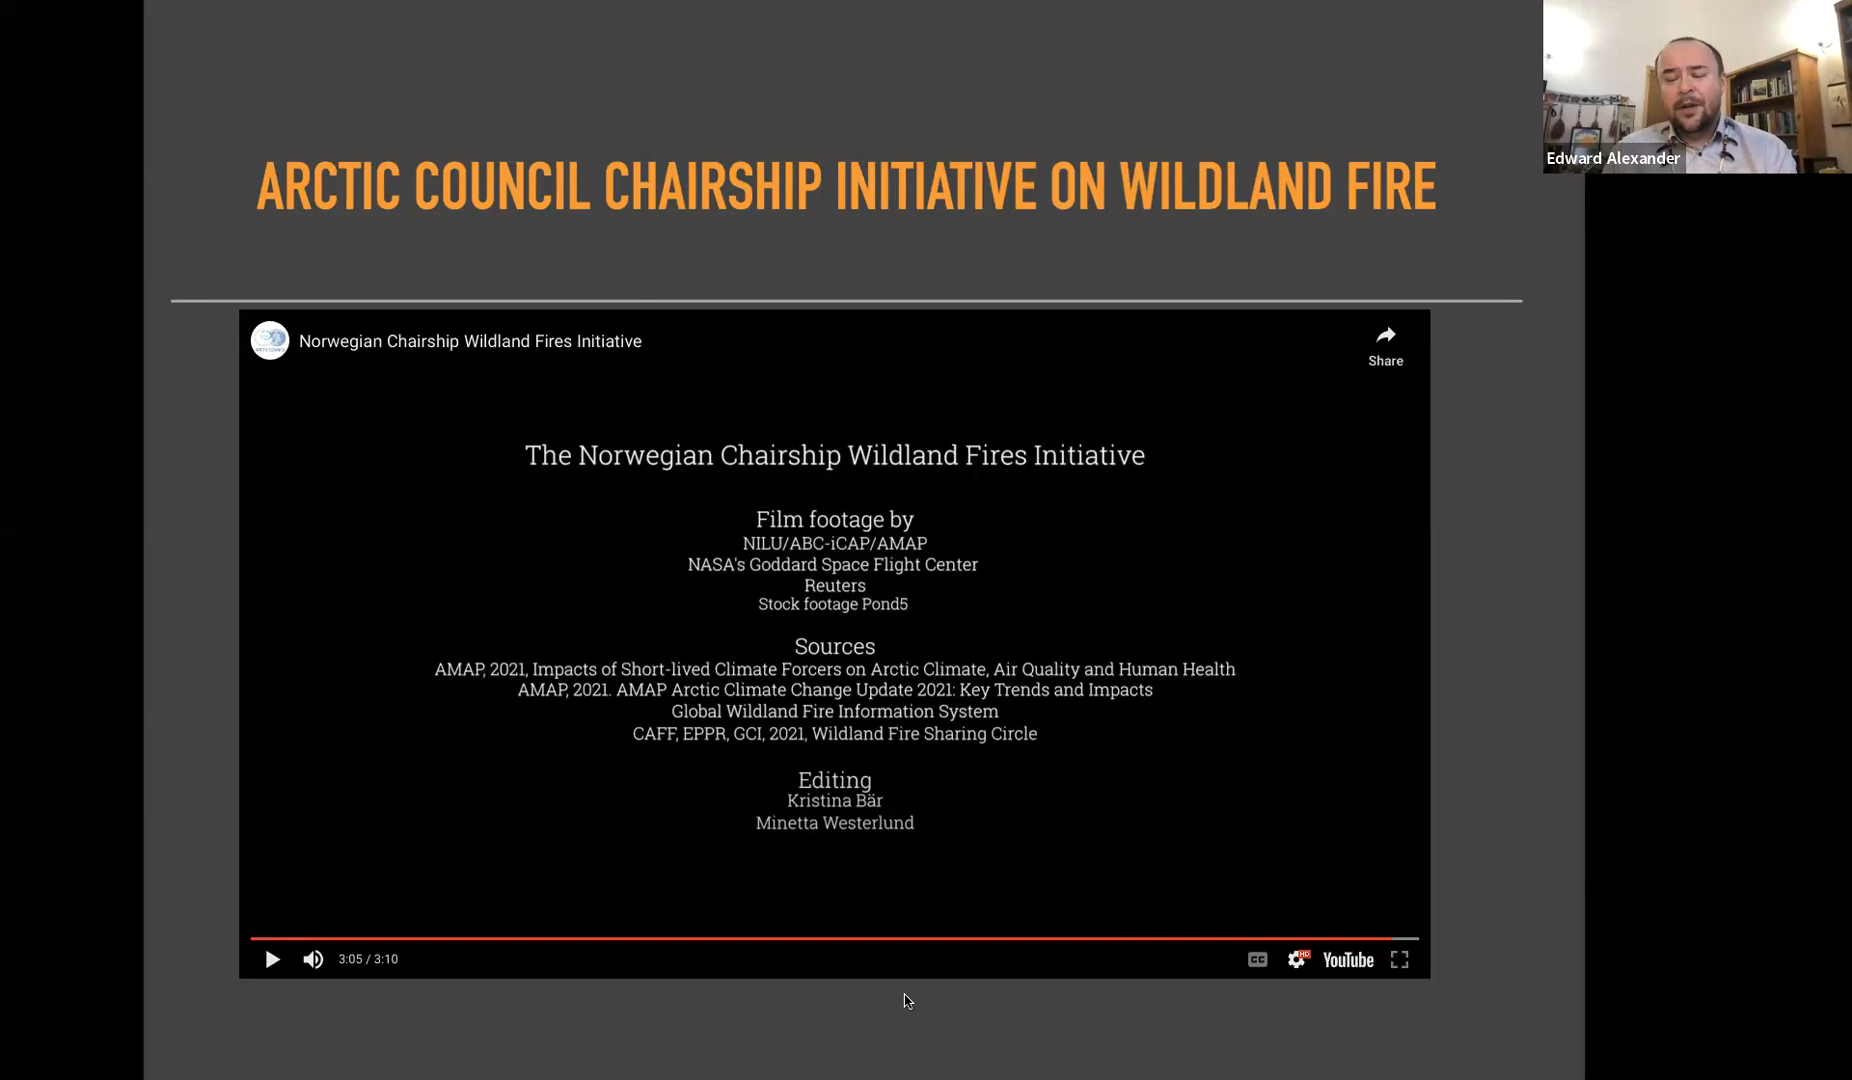 ARCTIC COUNCIL CHAIRSHIP INITIATIVE ON WILDLAND FIRE
Edward Alexander
Norwegian Chairship Wildland Fires Initiative
Share
The Norwegian Chairship Wildland Fires Initiative
Film footage by
NILU/ABC-iCAP/AMAP
NASA's Goddard Space Flight Center
Reuters
Stock footage Pond5
Sources
AMAP, 2021, Impacts of Short-lived Climate Forcers on Arctic Climate, Air Quality and Human Health
AMAP, 2021. AMAP Arctic Climate Change Update 2021: Key Trends and Impacts
Global Wildland Fire Information System
CAFF, EPPR, GCI, 2021, Wildland Fire Sharing Circle
Editing
Kristina Bär
Minetta Westerlund
3:05 / 3:10
CC
HD
YouTube